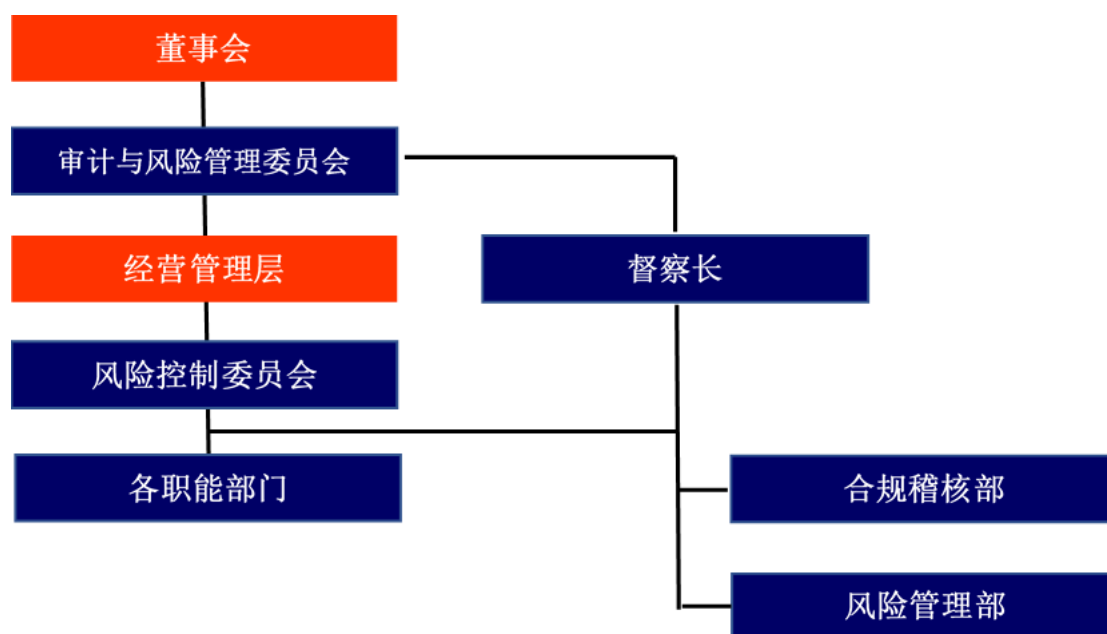 董事会
审计与风险管理委员会
经营管理层
督察长
风险控制委员会
各职能部门
合规稽核部
风险管理部